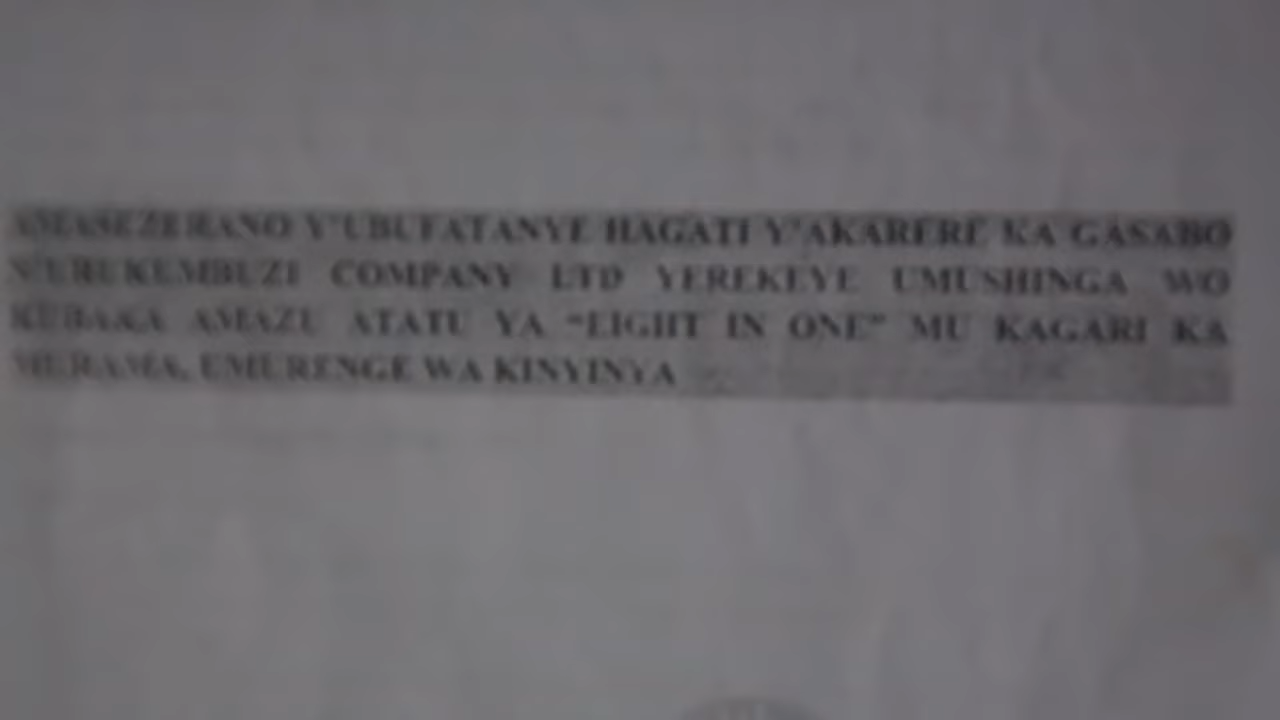 AMASEZERANO Y'UBUFATANYE HAGATI Y'AKARERE KA GASABO
N'URUKUMBUZI COMPANY LTD YEREKEYE UMUSHINGA WO
KUBAKA AMAZU ATATU YA "EIGHT IN ONE" MU KAGARI KA
MURAMA, UMURENGE WA KINYINYA